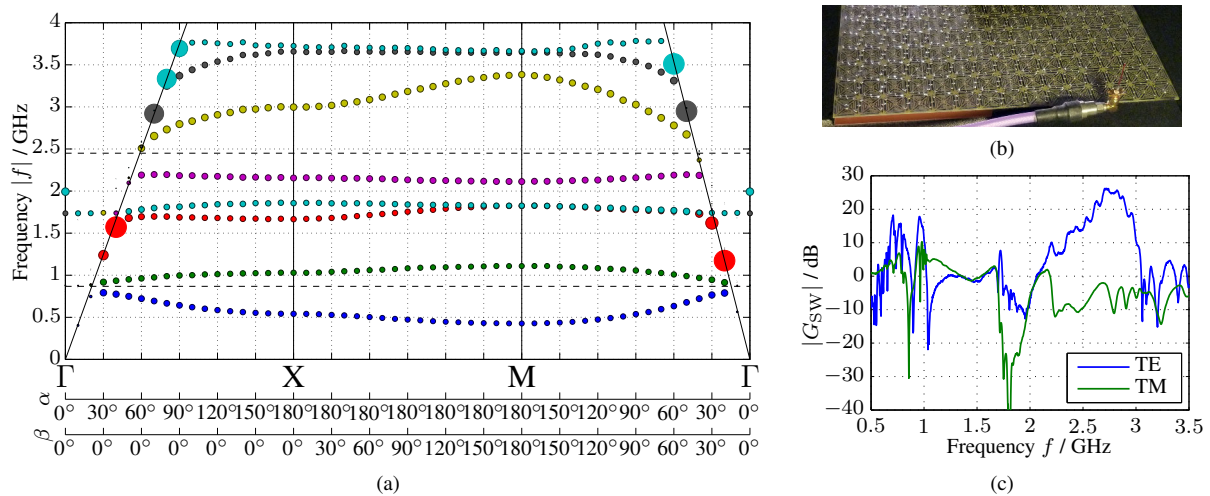 4
3.5
3
2.5
2
1.5
1
0.5
0
Frequency |f| / GHz
Γ X M Γ
α
0° 30° 60° 90° 120° 150° 180° 180° 180° 180° 180° 180° 180° 150° 120° 90° 60° 30° 0°
β
0° 0° 0° 0° 0° 0° 0° 30° 60° 90° 120° 150° 180° 150° 120° 90° 60° 30° 0°
(a)
(b)
30
20
10
0
−10
−20
−30
−40
|G_SW| / dB
TE
TM
0.5 1 1.5 2 2.5 3 3.5
Frequency f / GHz
(c)